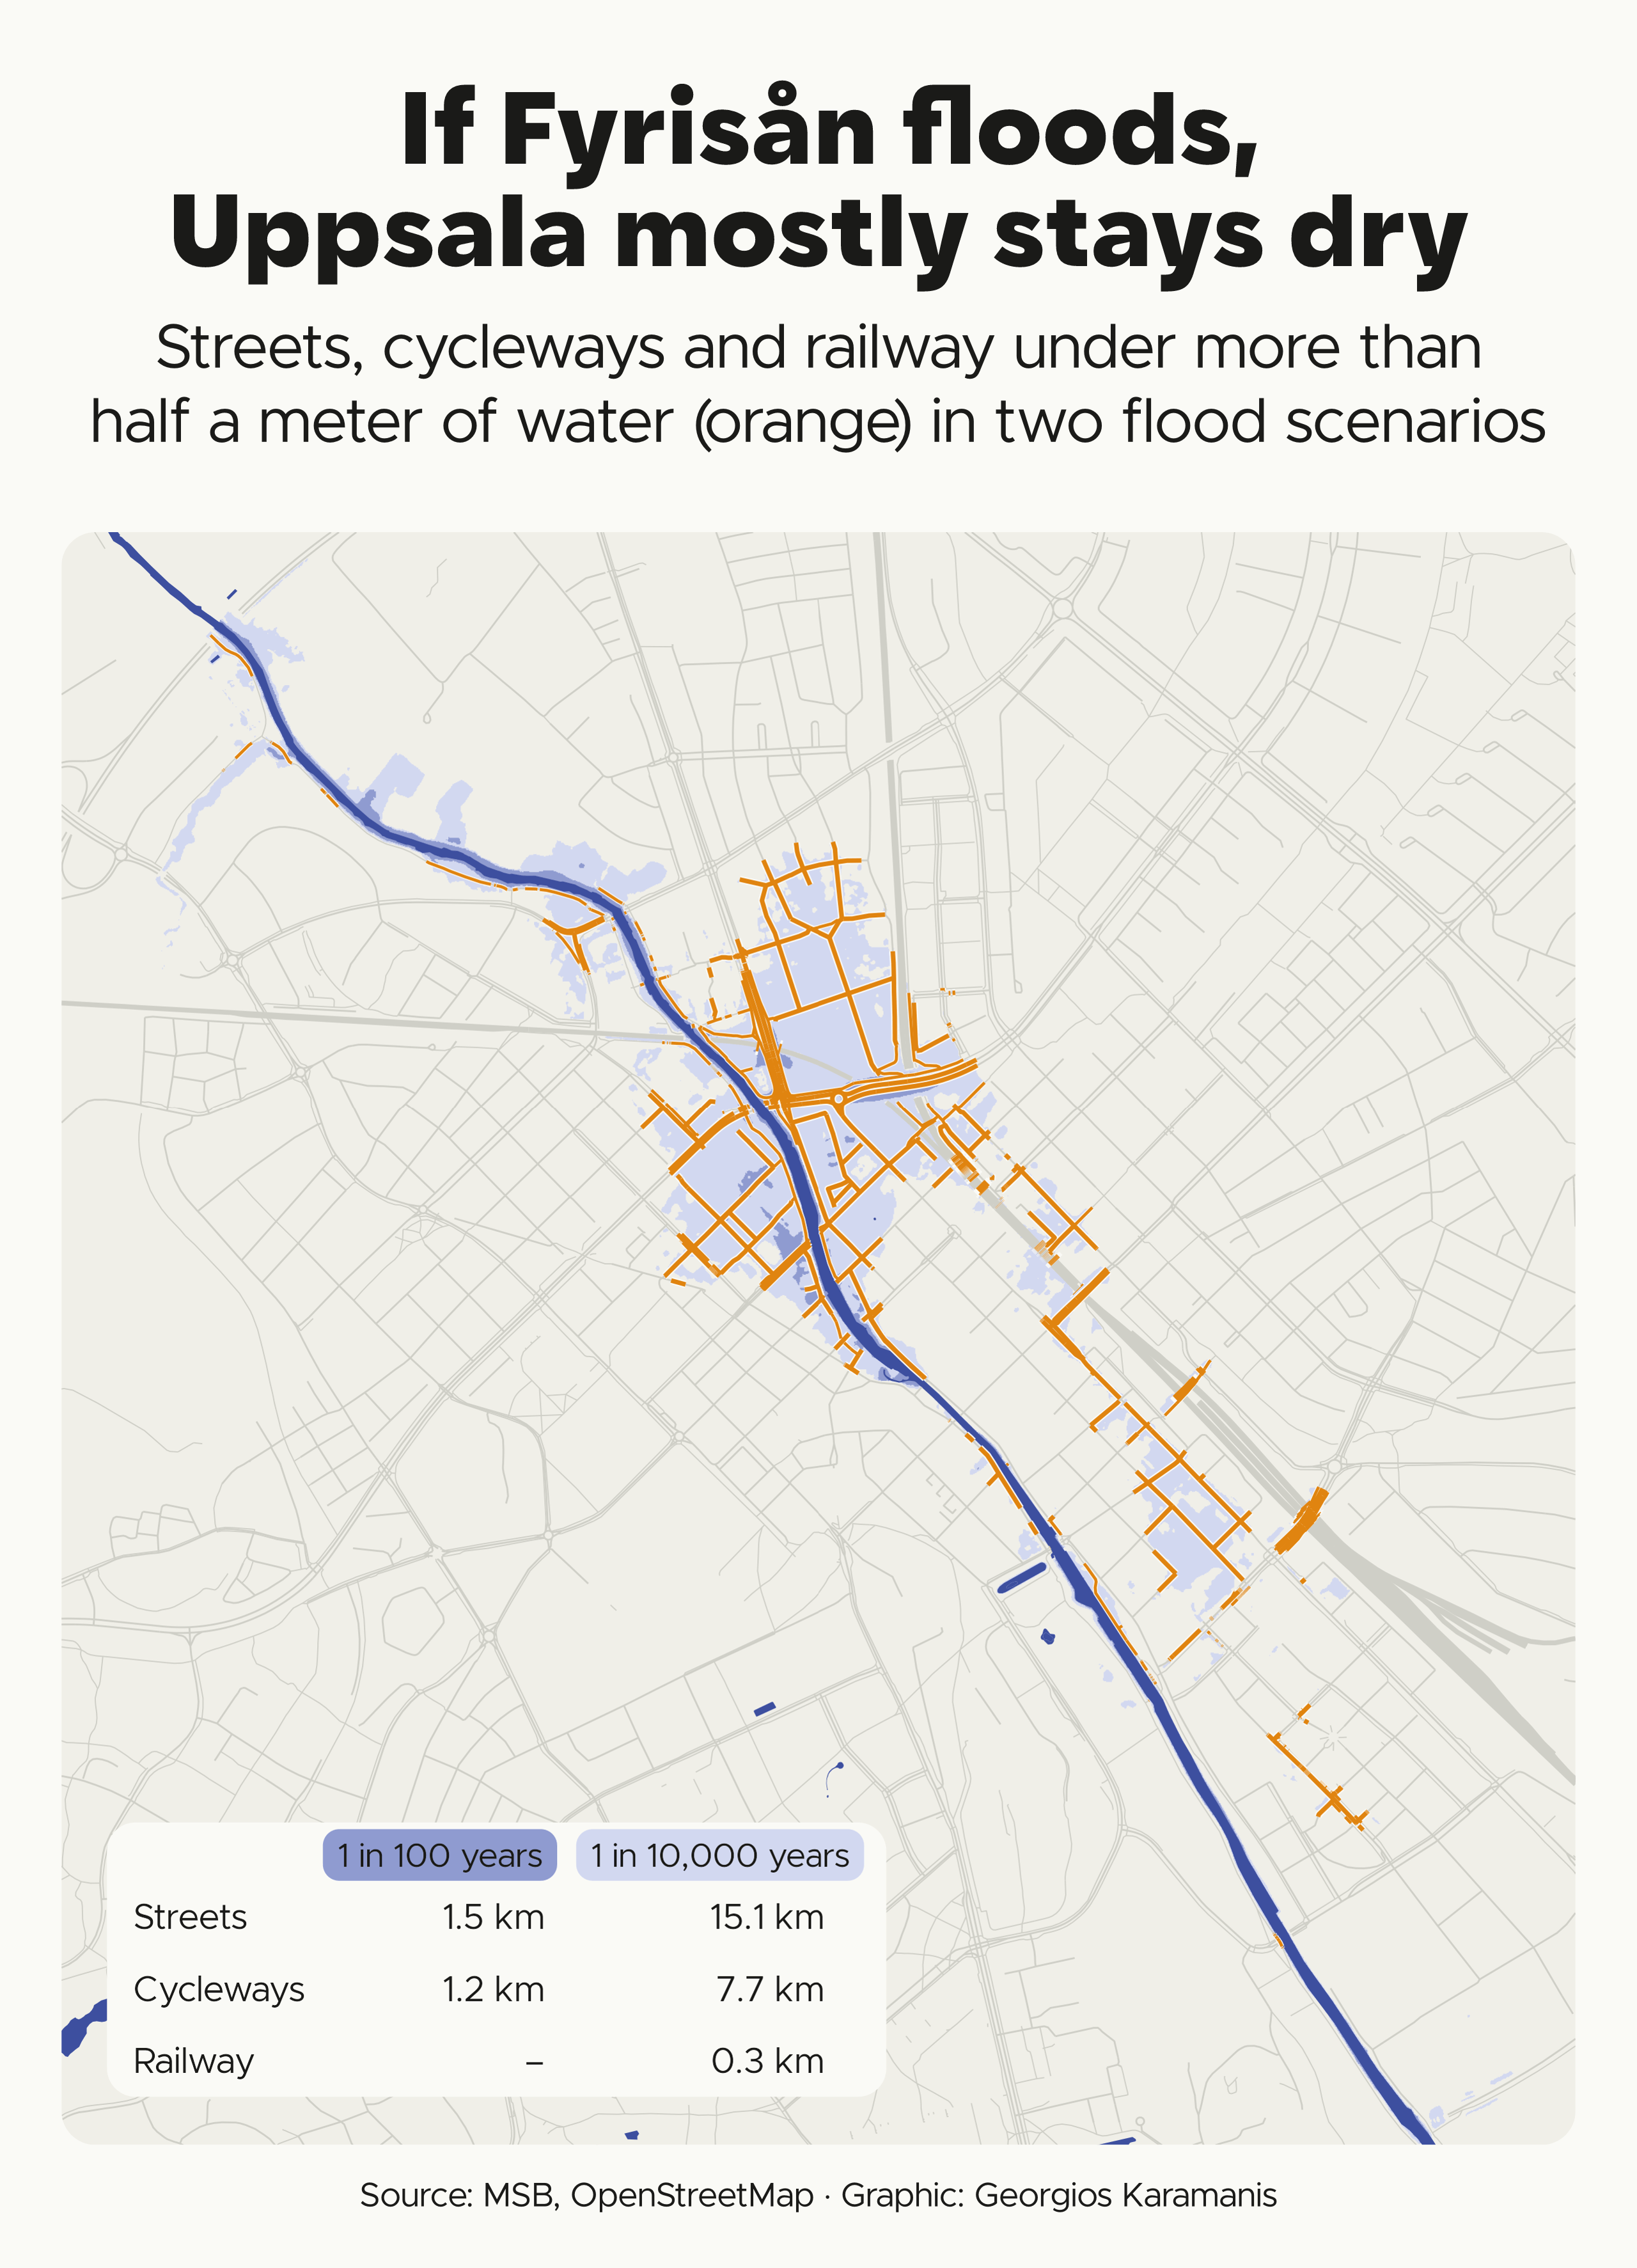 If Fyrisån floods,
Uppsala mostly stays dry
Streets, cycleways and railway under more than
half a meter of water (orange) in two flood scenarios
1 in 100 years 1 in 10,000 years
Streets 1.5 km 15.1 km
Cycleways 1.2 km 7.7 km
Railway – 0.3 km
Source: MSB, OpenStreetMap · Graphic: Georgios Karamanis